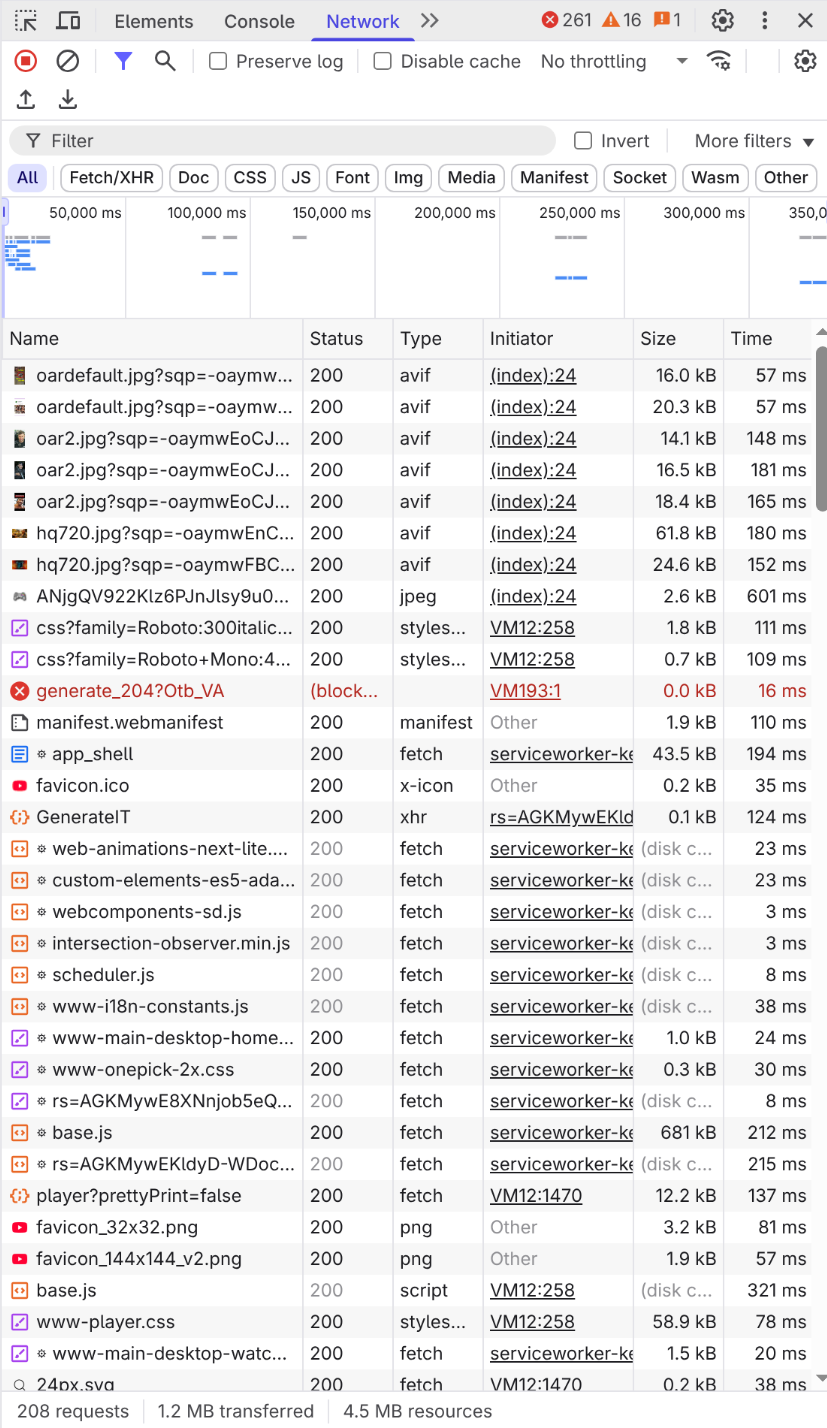 Elements Console Network 261 16 1
Preserve log Disable cache No throttling
Filter Invert More filters
All Fetch/XHR Doc CSS JS Font Img Media Manifest Socket Wasm Other
50,000 ms 100,000 ms 150,000 ms 200,000 ms 250,000 ms 300,000 ms 350,0
Name Status Type Initiator Size Time
oardefault.jpg?sqp=-oaymw... 200 avif (index):24 16.0 kB 57 ms
oardefault.jpg?sqp=-oaymw... 200 avif (index):24 20.3 kB 57 ms
oar2.jpg?sqp=-oaymwEoCJ... 200 avif (index):24 14.1 kB 148 ms
oar2.jpg?sqp=-oaymwEoCJ... 200 avif (index):24 16.5 kB 181 ms
oar2.jpg?sqp=-oaymwEoCJ... 200 avif (index):24 18.4 kB 165 ms
hq720.jpg?sqp=-oaymwEnC... 200 avif (index):24 61.8 kB 180 ms
hq720.jpg?sqp=-oaymwFBC... 200 avif (index):24 24.6 kB 152 ms
ANjgQV922Klz6PJnJlsy9u0... 200 jpeg (index):24 2.6 kB 601 ms
css?family=Roboto:300italic... 200 styles... VM12:258 1.8 kB 111 ms
css?family=Roboto+Mono:4... 200 styles... VM12:258 0.7 kB 109 ms
generate_204?Otb_VA (block... VM193:1 0.0 kB 16 ms
manifest.webmanifest 200 manifest Other 1.9 kB 110 ms
app_shell 200 fetch serviceworker-ke 43.5 kB 194 ms
favicon.ico 200 x-icon Other 0.2 kB 35 ms
GenerateIT 200 xhr rs=AGKMywEKld 0.1 kB 124 ms
web-animations-next-lite.... 200 fetch serviceworker-ke (disk c... 23 ms
custom-elements-es5-ada... 200 fetch serviceworker-ke (disk c... 23 ms
webcomponents-sd.js 200 fetch serviceworker-ke (disk c... 3 ms
intersection-observer.min.js 200 fetch serviceworker-ke (disk c... 3 ms
scheduler.js 200 fetch serviceworker-ke (disk c... 8 ms
www-i18n-constants.js 200 fetch serviceworker-ke (disk c... 38 ms
www-main-desktop-home... 200 fetch serviceworker-ke 1.0 kB 24 ms
www-onepick-2x.css 200 fetch serviceworker-ke 0.3 kB 30 ms
rs=AGKMywE8XNnjob5eQ... 200 fetch serviceworker-ke (disk c... 8 ms
base.js 200 fetch serviceworker-ke 681 kB 212 ms
rs=AGKMywEKldyD-WDoc... 200 fetch serviceworker-ke (disk c... 215 ms
player?prettyPrint=false 200 fetch VM12:1470 12.2 kB 137 ms
favicon_32x32.png 200 png Other 3.2 kB 81 ms
favicon_144x144_v2.png 200 png Other 1.9 kB 57 ms
base.js 200 script VM12:258 (disk c... 321 ms
www-player.css 200 styles... VM12:258 58.9 kB 78 ms
www-main-desktop-watc... 200 fetch serviceworker-ke 1.5 kB 20 ms
24px.svg 200 fetch VM12:1470 0.2 kB 38 ms
208 requests 1.2 MB transferred 4.5 MB resources